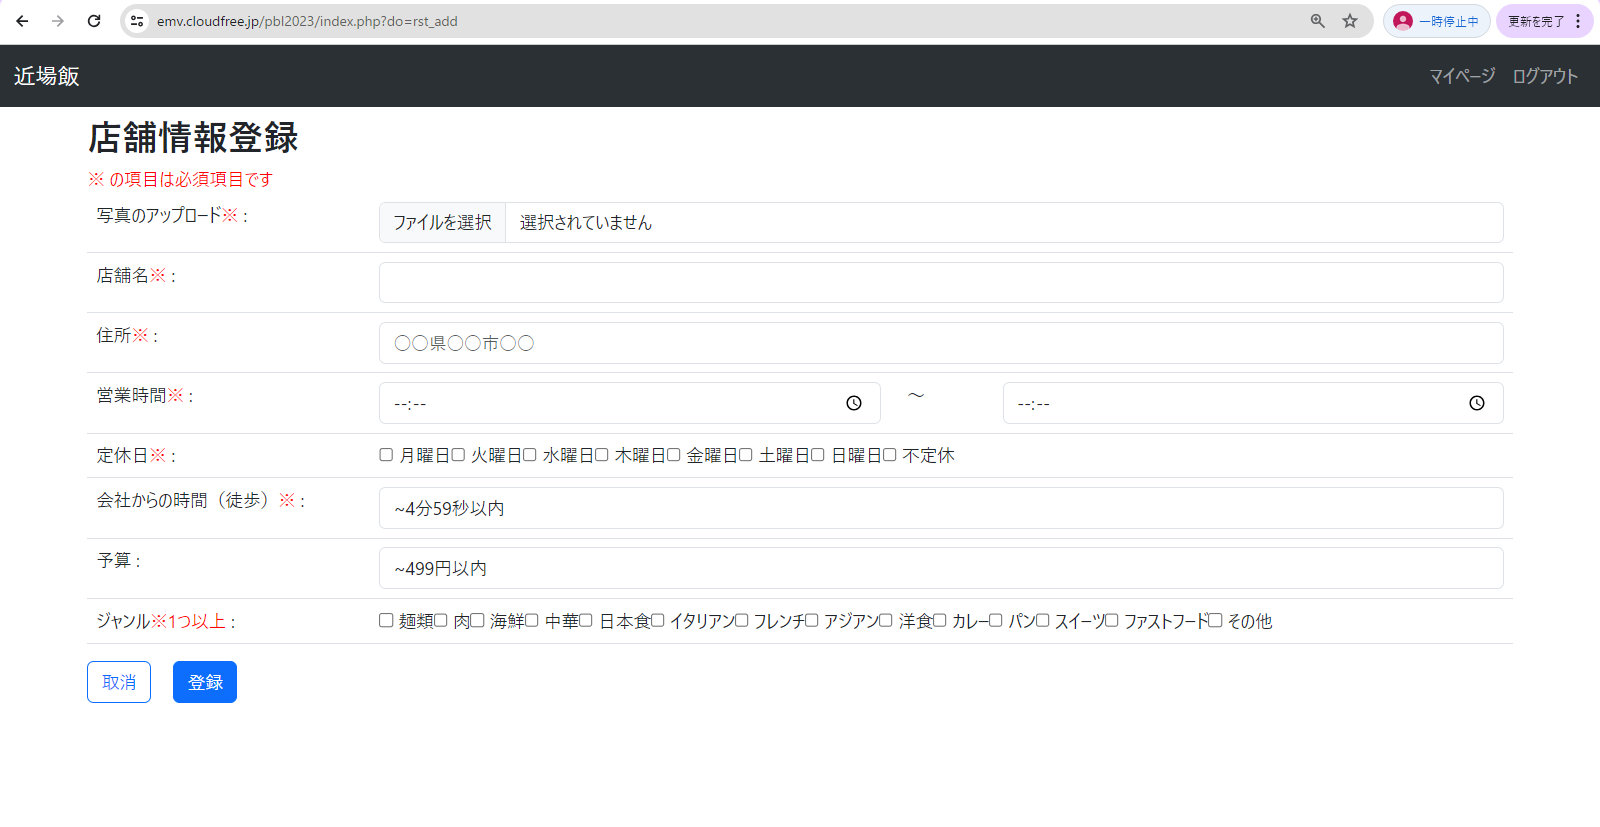 emv.cloudfree.jp/pbl2023/index.php?do=rst_add 一時停止中 更新を完了
近場飯 マイページ ログアウト
店舗情報登録
※ の項目は必須項目です
写真のアップロード※ : ファイルを選択 選択されていません
店舗名※ :
住所※ : 〇〇県〇〇市〇〇
営業時間※ : --:-- ～ --:--
定休日※ : 月曜日 火曜日 水曜日 木曜日 金曜日 土曜日 日曜日 不定休
会社からの時間（徒歩）※ : ~4分59秒以内
予算 : ~499円以内
ジャンル※1つ以上 : 麺類 肉 海鮮 中華 日本食 イタリアン フレンチ アジアン 洋食 カレー パン スイーツ ファストフード その他
取消 登録